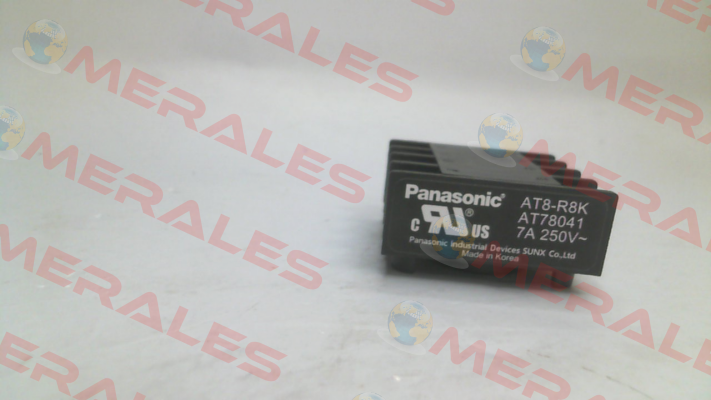 MERALES
MERALES
MERALES
MERALES
MERALES
MERALES
Panasonic®
AT8-R8K
AT78041
7A 250V~
C UR® US
Panasonic Industrial Devices SUNX Co.,Ltd
Made in Korea